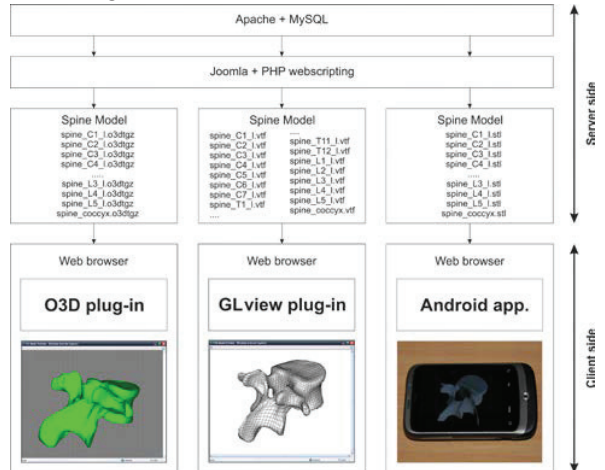 Apache + MySQL
Joomla + PHP webscripting
Server side
Spine Model
spine_C1_l.o3dtgz
spine_C2_l.o3dtgz
spine_C3_l.o3dtgz
spine_C4_l.o3dtgz
.....
spine_L3_l.o3dtgz
spine_L4_l.o3dtgz
spine_L5_l.o3dtgz
spine_coccyx.o3dtgz
Spine Model
spine_C1_l.vtf
spine_C2_l.vtf
spine_C3_l.vtf
spine_C4_l.vtf
spine_C5_l.vtf
spine_C6_l.vtf
spine_C7_l.vtf
spine_T1_l.vtf
....
....
spine_T11_l.vtf
spine_T12_l.vtf
spine_L1_l.vtf
spine_L2_l.vtf
spine_L3_l.vtf
spine_L4_l.vtf
spine_L5_l.vtf
spine_coccyx.vtf
Spine Model
spine_C1_l.stl
spine_C2_l.stl
spine_C3_l.stl
spine_C4_l.stl
.....
spine_L3_l.stl
spine_L4_l.stl
spine_L5_l.stl
spine_coccyx.stl
Client side
Web browser
O3D plug-in
Web browser
GLview plug-in
Web browser
Android app.